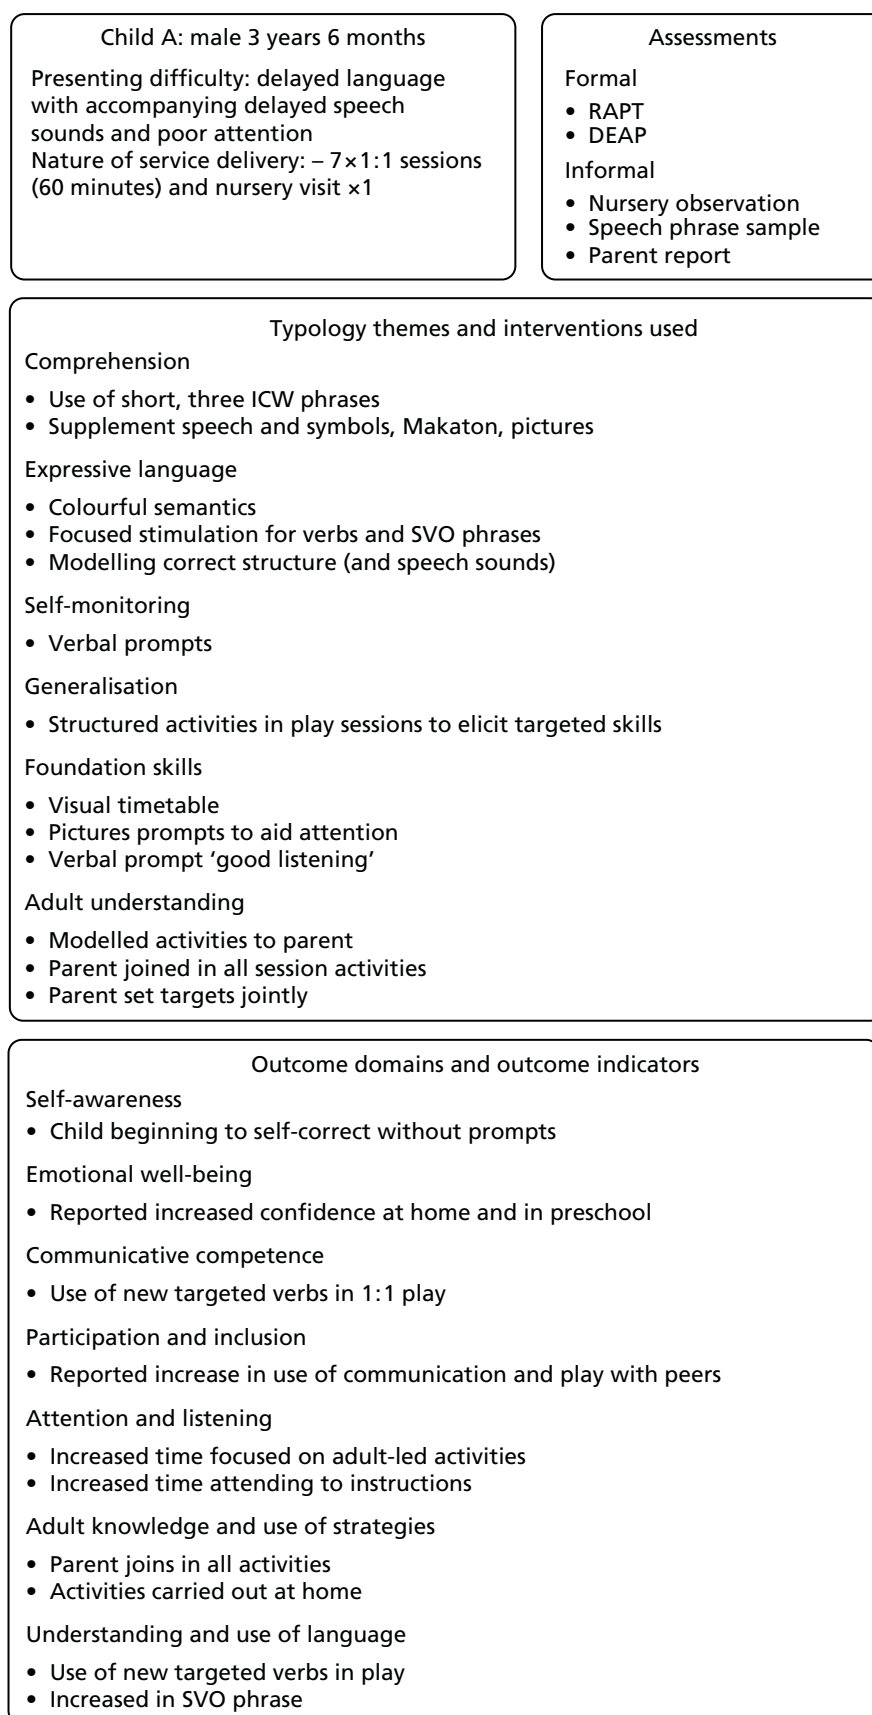 Child A: male 3 years 6 months
Presenting difficulty: delayed language
with accompanying delayed speech
sounds and poor attention
Nature of service delivery: – 7×1:1 sessions
(60 minutes) and nursery visit ×1
Assessments
Formal
• RAPT
• DEAP
Informal
• Nursery observation
• Speech phrase sample
• Parent report
Typology themes and interventions used
Comprehension
• Use of short, three ICW phrases
• Supplement speech and symbols, Makaton, pictures
Expressive language
• Colourful semantics
• Focused stimulation for verbs and SVO phrases
• Modelling correct structure (and speech sounds)
Self-monitoring
• Verbal prompts
Generalisation
• Structured activities in play sessions to elicit targeted skills
Foundation skills
• Visual timetable
• Pictures prompts to aid attention
• Verbal prompt ‘good listening’
Adult understanding
• Modelled activities to parent
• Parent joined in all session activities
• Parent set targets jointly
Outcome domains and outcome indicators
Self-awareness
• Child beginning to self-correct without prompts
Emotional well-being
• Reported increased confidence at home and in preschool
Communicative competence
• Use of new targeted verbs in 1:1 play
Participation and inclusion
• Reported increase in use of communication and play with peers
Attention and listening
• Increased time focused on adult-led activities
• Increased time attending to instructions
Adult knowledge and use of strategies
• Parent joins in all activities
• Activities carried out at home
Understanding and use of language
• Use of new targeted verbs in play
• Increased in SVO phrase